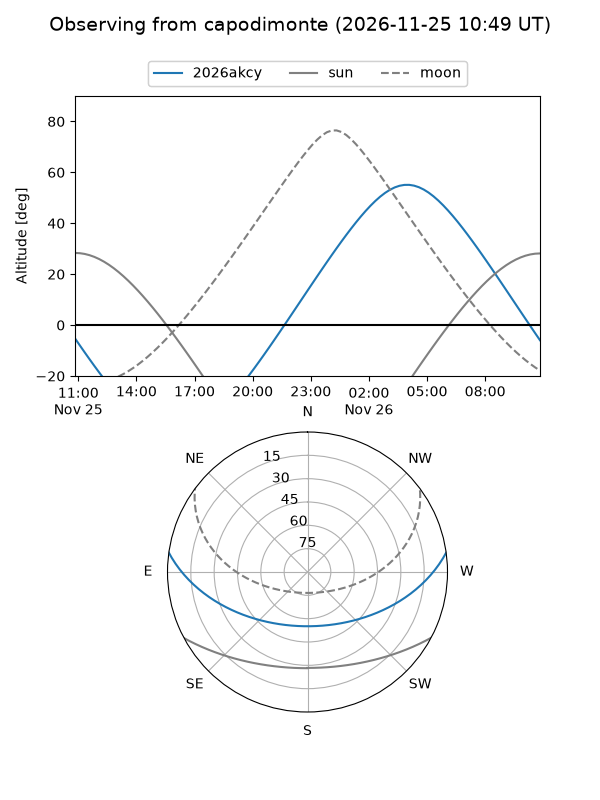 Observing from capodimonte (2026-11-25 10:49 UT)
2026akcy sun moon
80
60
40
20
0
−20
Altitude [deg]
11:00 14:00 17:00 20:00 23:00 02:00 05:00 08:00
Nov 25 Nov 26
N
NE NW
15
30
45
60
75
E W
SE SW
S